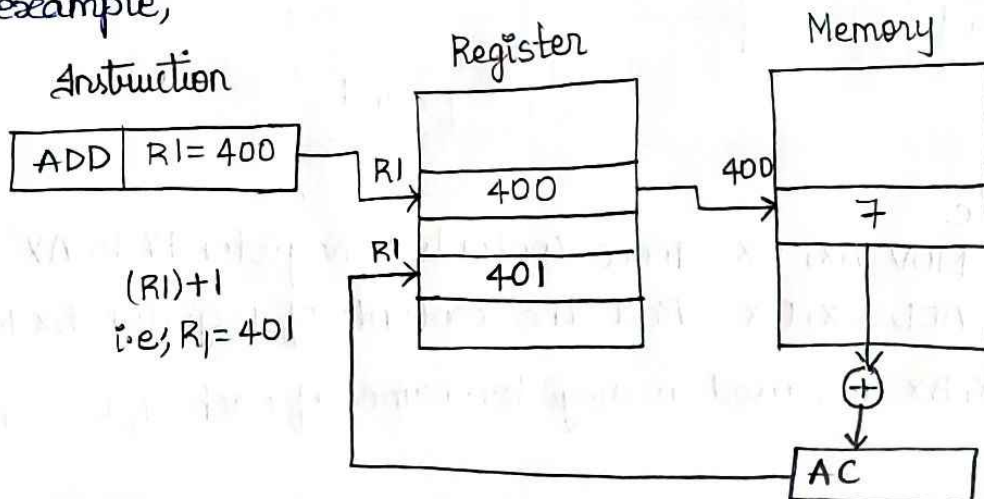 example,
Instruction
Register
Memory
ADD R1=400
R1
400
400
7
R1
401
(R1)+1
i.e; R1=401
+
AC